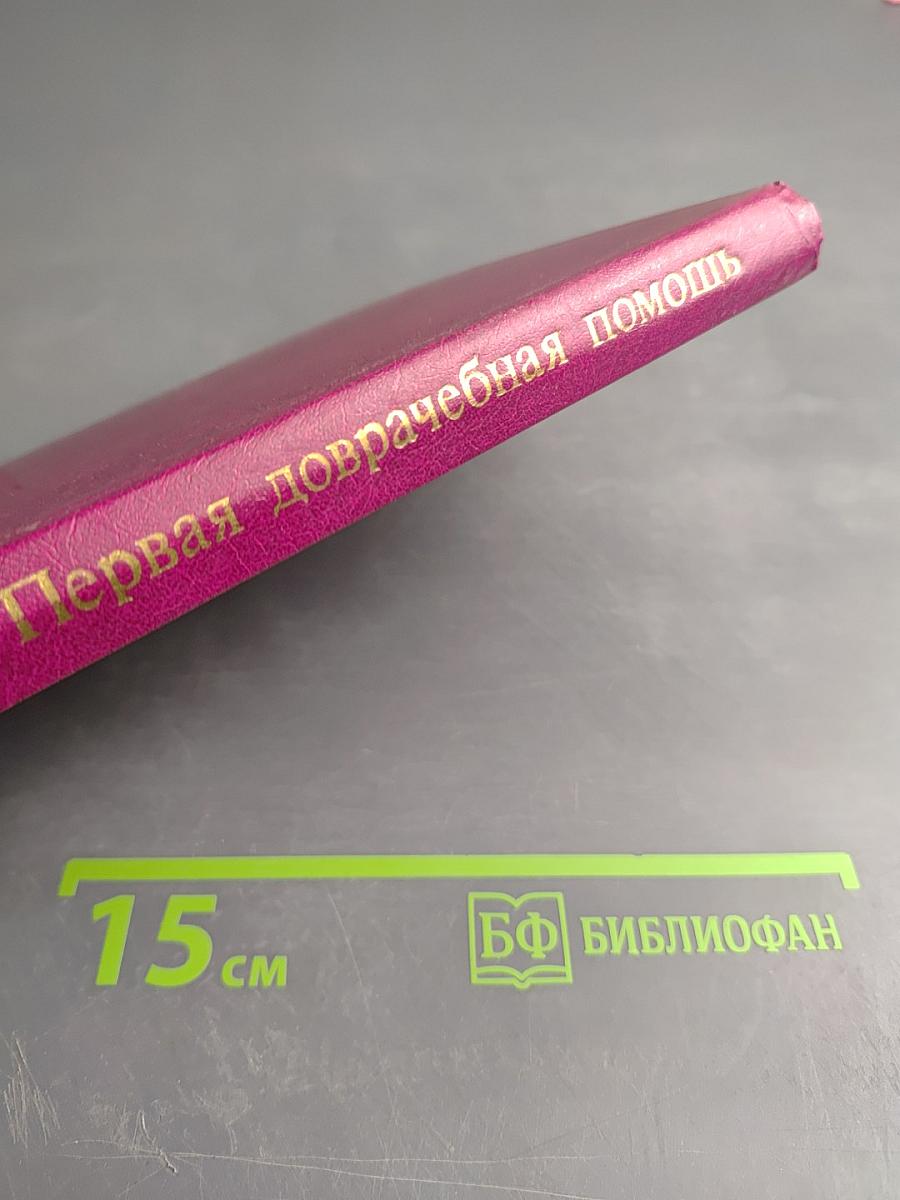 Первая доврачебная помощь
15 см
БФ БИБЛИОФАН